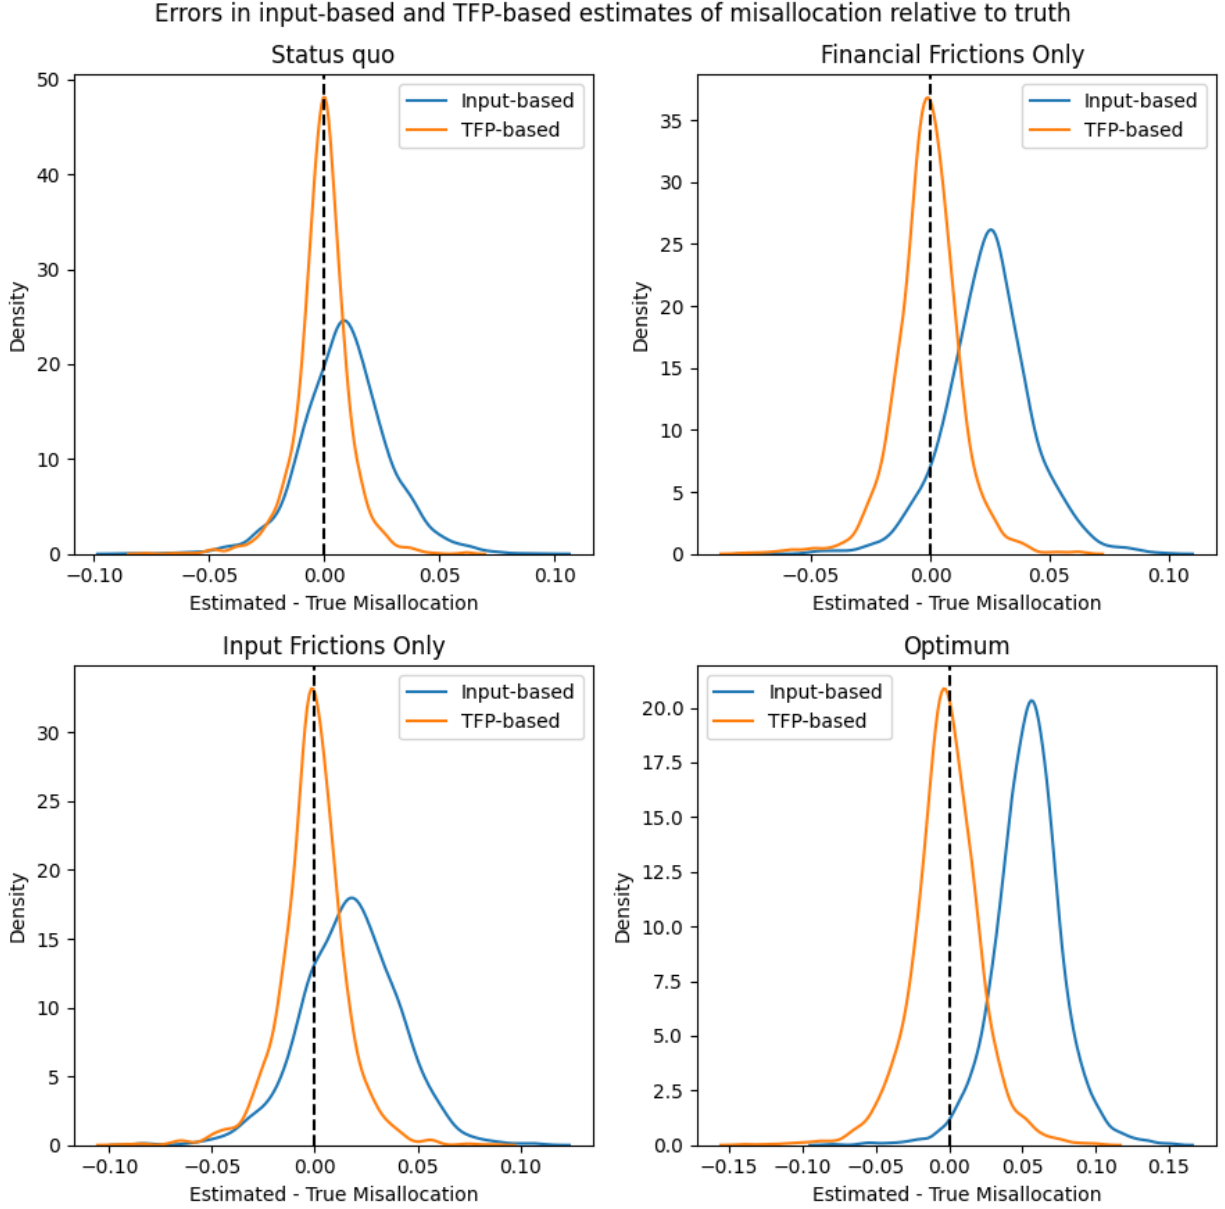 Errors in input-based and TFP-based estimates of misallocation relative to truth
Status quo
Input-based
TFP-based
50
40
30
20
10
0
Density
−0.10 −0.05 0.00 0.05 0.10
Estimated - True Misallocation
Financial Frictions Only
Input-based
TFP-based
35
30
25
20
15
10
5
0
Density
−0.05 0.00 0.05 0.10
Estimated - True Misallocation
Input Frictions Only
Input-based
TFP-based
30
25
20
15
10
5
0
Density
−0.10 −0.05 0.00 0.05 0.10
Estimated - True Misallocation
Optimum
Input-based
TFP-based
20.0
17.5
15.0
12.5
10.0
7.5
5.0
2.5
0.0
Density
−0.15 −0.10 −0.05 0.00 0.05 0.10 0.15
Estimated - True Misallocation